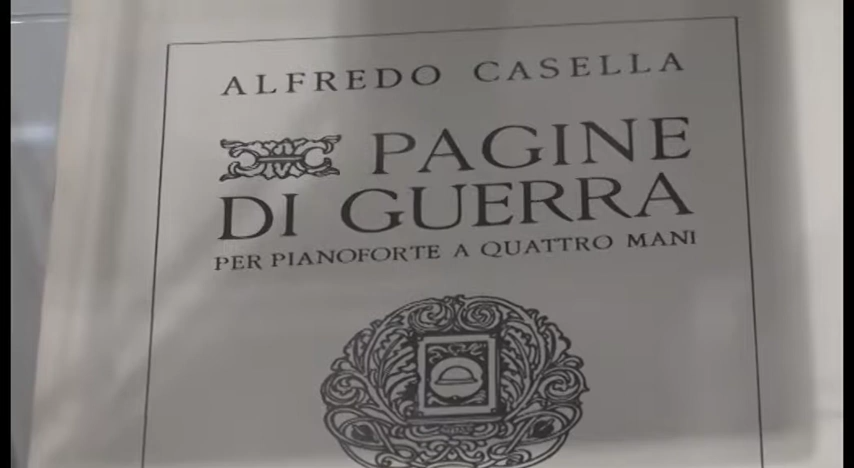 ALFREDO CASELLA
PAGINE
DI GUERRA
PER PIANOFORTE A QUATTRO MANI